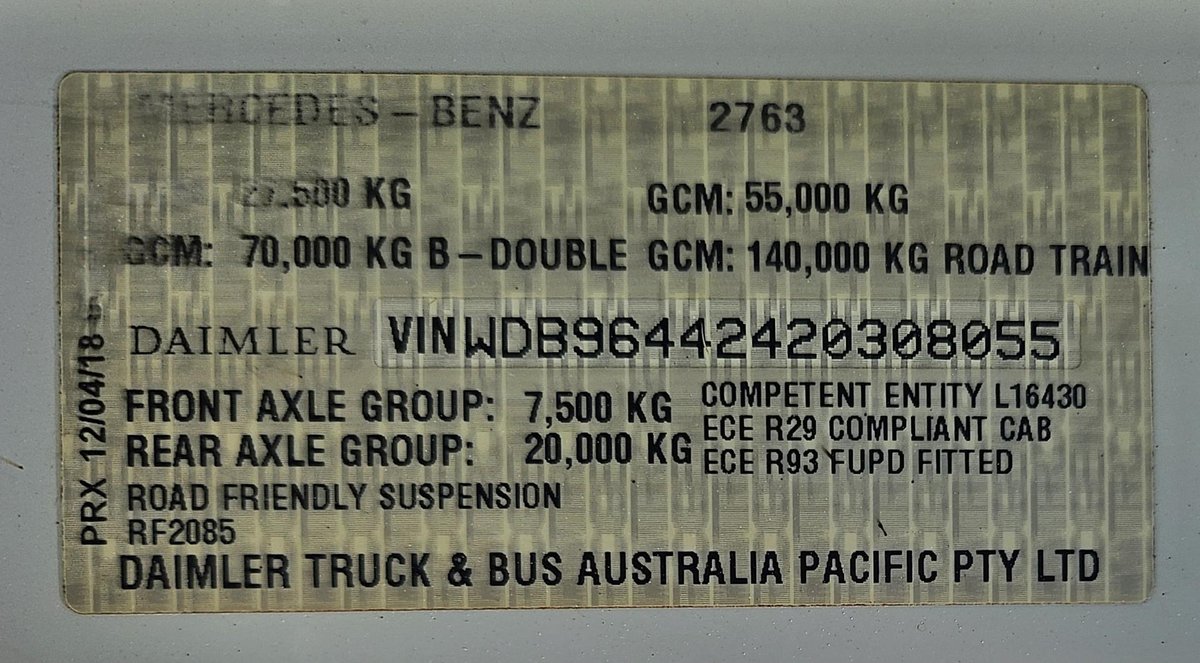 MERCEDES-BENZ 2763
27,500 KG GCM: 55,000 KG
GCM: 70,000 KG B-DOUBLE GCM: 140,000 KG ROAD TRAIN
DAIMLER VINWDB96442420308055
FRONT AXLE GROUP: 7,500 KG
REAR AXLE GROUP: 20,000 KG
COMPETENT ENTITY L16430
ECE R29 COMPLIANT CAB
ECE R93 FUPD FITTED
ROAD FRIENDLY SUSPENSION
RF2085
DAIMLER TRUCK & BUS AUSTRALIA PACIFIC PTY LTD
PRX 12/04/18